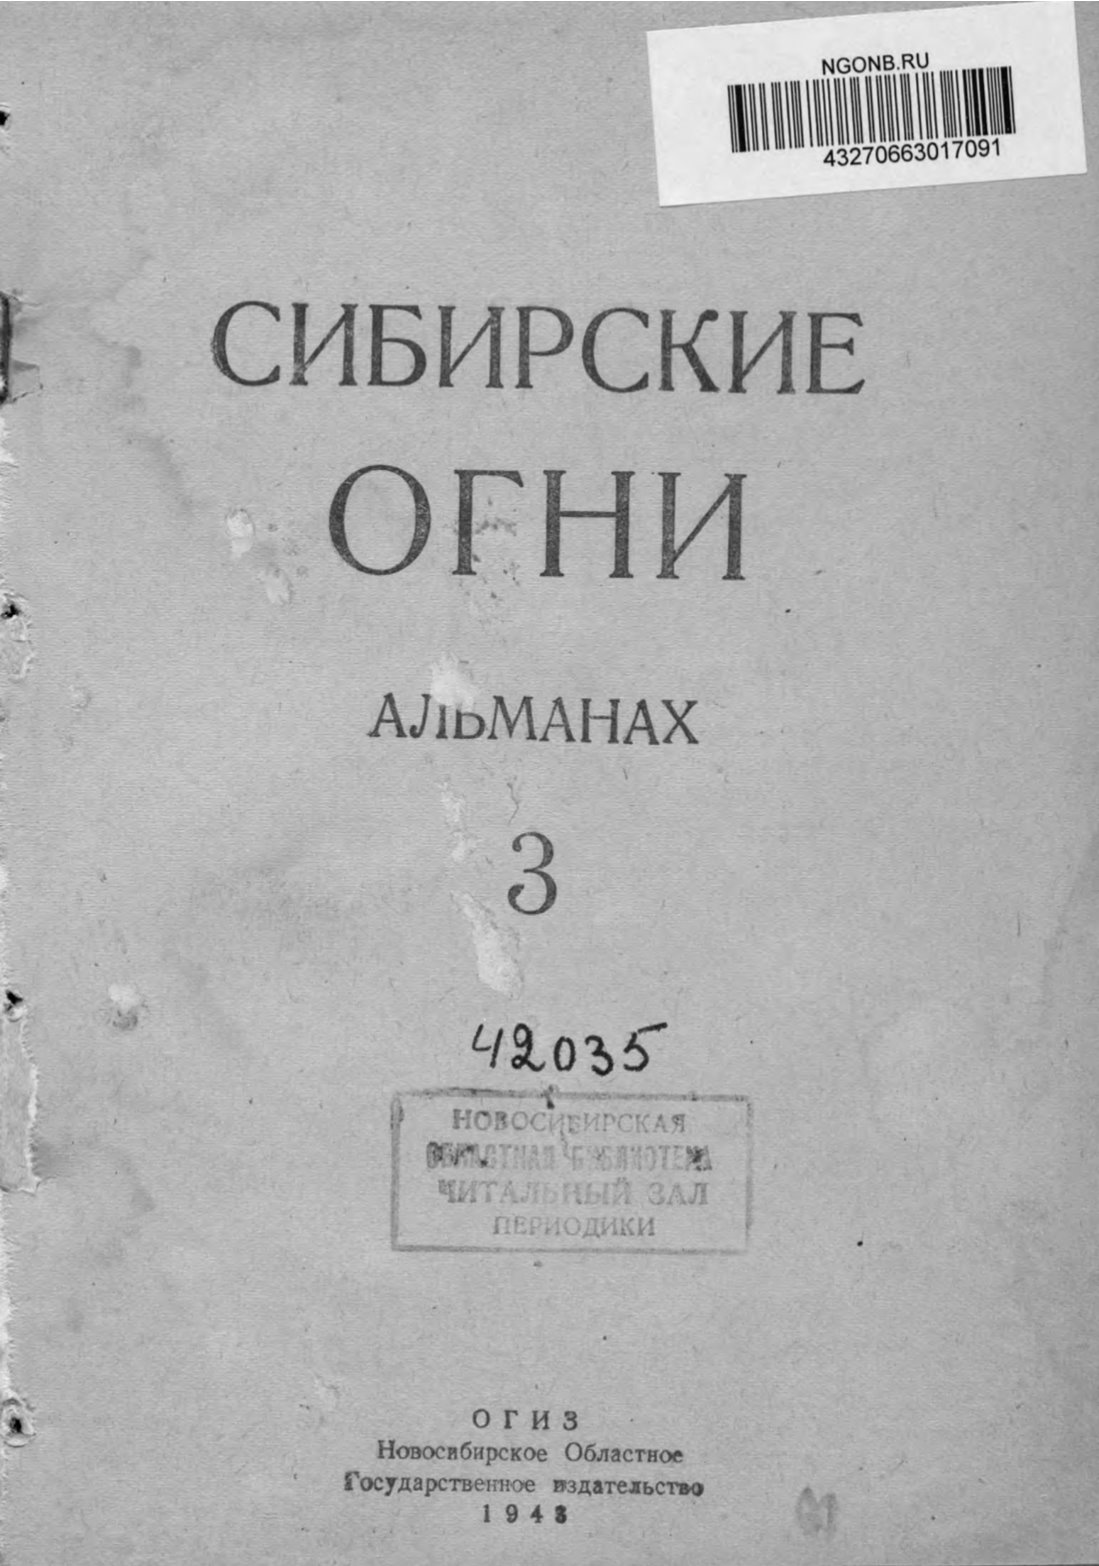 NGONB.RU
43270663017091
СИБИРСКИЕ
ОГНИ
АЛЬМАНАХ
3
42035
НОВОСИБИРСКАЯ
ОБЛАСТНАЯ БИБЛИОТЕКА
ЧИТАЛЬНЫЙ ЗАЛ
ПЕРИОДИКИ
ОГИЗ
Новосибирское Областное
Государственное издательство
1943